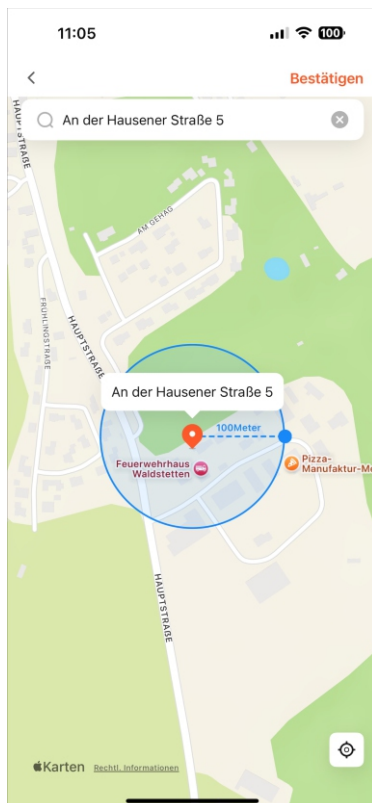 11:05
100
Bestätigen
An der Hausener Straße 5
HAUPTSTRAßE
AM GEHAG
FRÜHLINGSTRAßE
HAUPTSTRAßE
An der Hausener Straße 5
100Meter
Feuerwehrhaus
Waldstetten
Pizza-
Manufaktur-M
HAUPTSTRAßE
Karten
Rechtl. Informationen